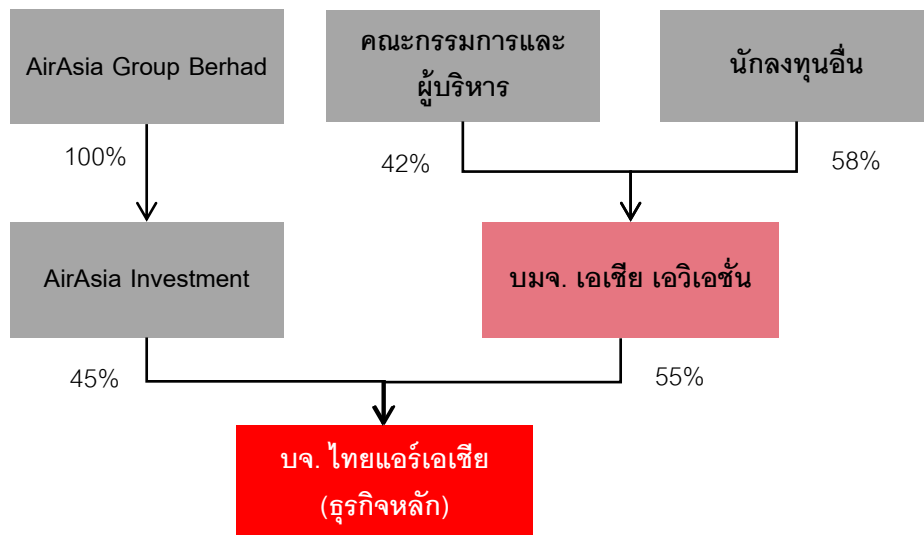 AirAsia Group Berhad
คณะกรรมการและ
ผู้บริหาร
นักลงทุนอื่น
100%
42%
58%
AirAsia Investment
บมจ. เอเชีย เอวิเอชั่น
45%
55%
บจ. ไทยแอร์เอเชีย
(ธุรกิจหลัก)